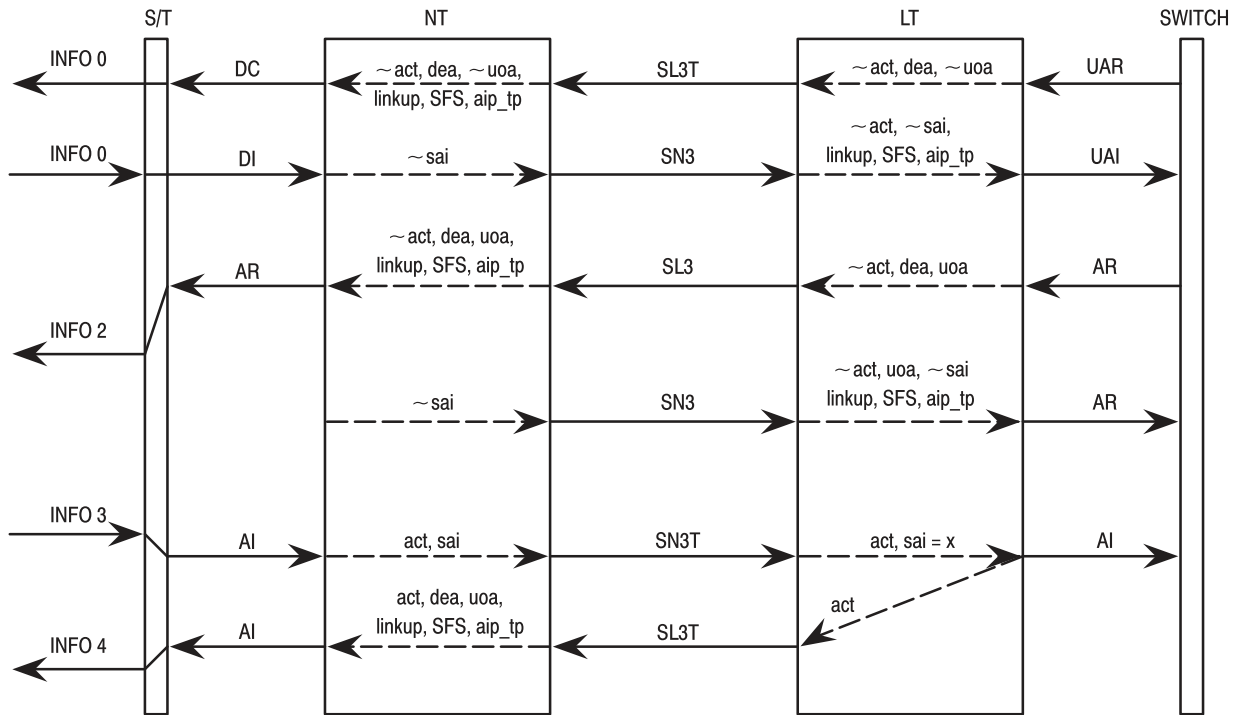 S/T NT LT SWITCH
INFO 0 DC ~act, dea, ~uoa, SL3T ~act, dea, ~uoa UAR
linkup, SFS, aip_tp
~act, ~sai,
INFO 0 DI ~sai SN3 linkup, SFS, aip_tp UAI
~act, dea, uoa,
AR linkup, SFS, aip_tp SL3 ~act, dea, uoa AR
INFO 2
~act, uoa, ~sai
~sai SN3 linkup, SFS, aip_tp AR
INFO 3
AI act, sai SN3T act, sai = x AI
act, dea, uoa, act
INFO 4 AI linkup, SFS, aip_tp SL3T